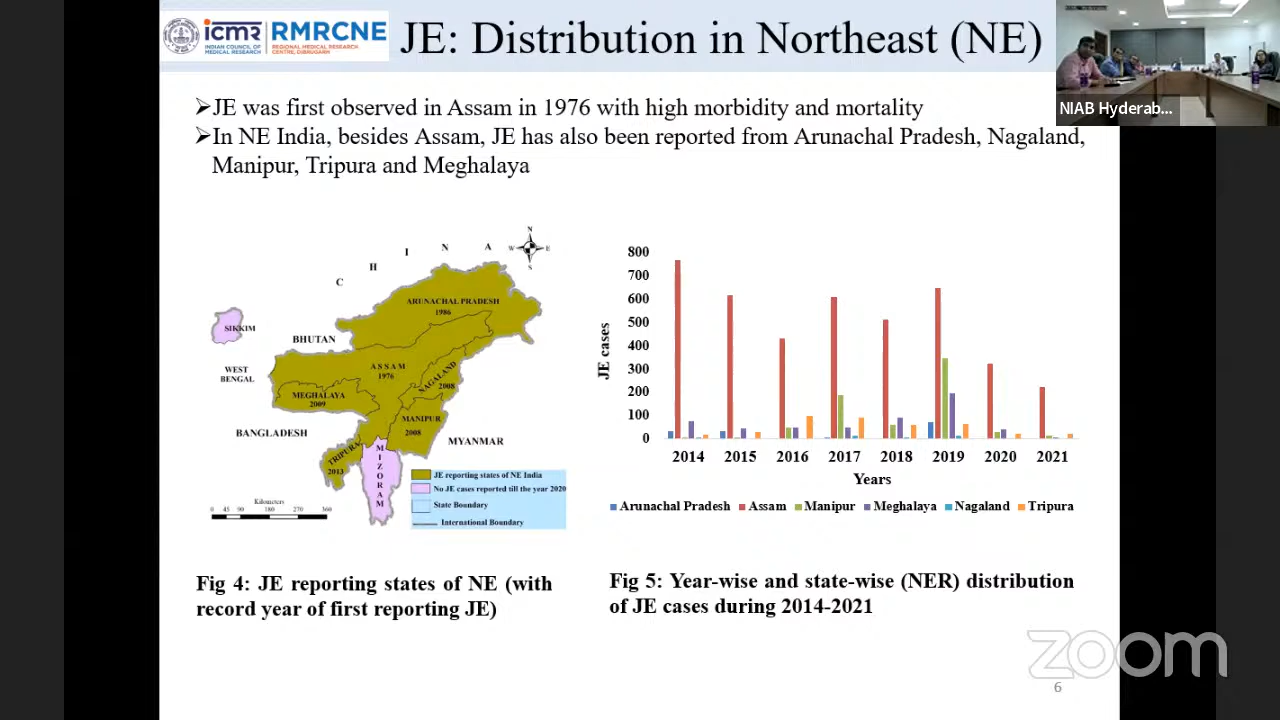 icmr
INDIAN COUNCIL OF
MEDICAL RESEARCH
RMRCNE
REGIONAL MEDICAL RESEARCH
CENTRE, DIBRUGARH
JE: Distribution in Northeast (NE)
NIAB Hyderab...
➢JE was first observed in Assam in 1976 with high morbidity and mortality
➢In NE India, besides Assam, JE has also been reported from Arunachal Pradesh, Nagaland,
Manipur, Tripura and Meghalaya
N
W E
S
C H I N A
ARUNACHAL PRADESH
1986
SIKKIM
BHUTAN
WEST
BENGAL
ASSAM
1976
NAGALAND
2008
MEGHALAYA
2009
MANIPUR
2008
BANGLADESH
MYANMAR
TRIPURA
2013
MIZORAM
JE reporting states of NE India
No JE cases reported till the year 2020
State Boundary
International Boundary
Kilometers
0 45 90 180 270 360
JE cases
800
700
600
500
400
300
200
100
0
2014 2015 2016 2017 2018 2019 2020 2021
Years
Arunachal Pradesh Assam Manipur Meghalaya Nagaland Tripura
Fig 4: JE reporting states of NE (with
record year of first reporting JE)
Fig 5: Year-wise and state-wise (NER) distribution
of JE cases during 2014-2021
zoom
6